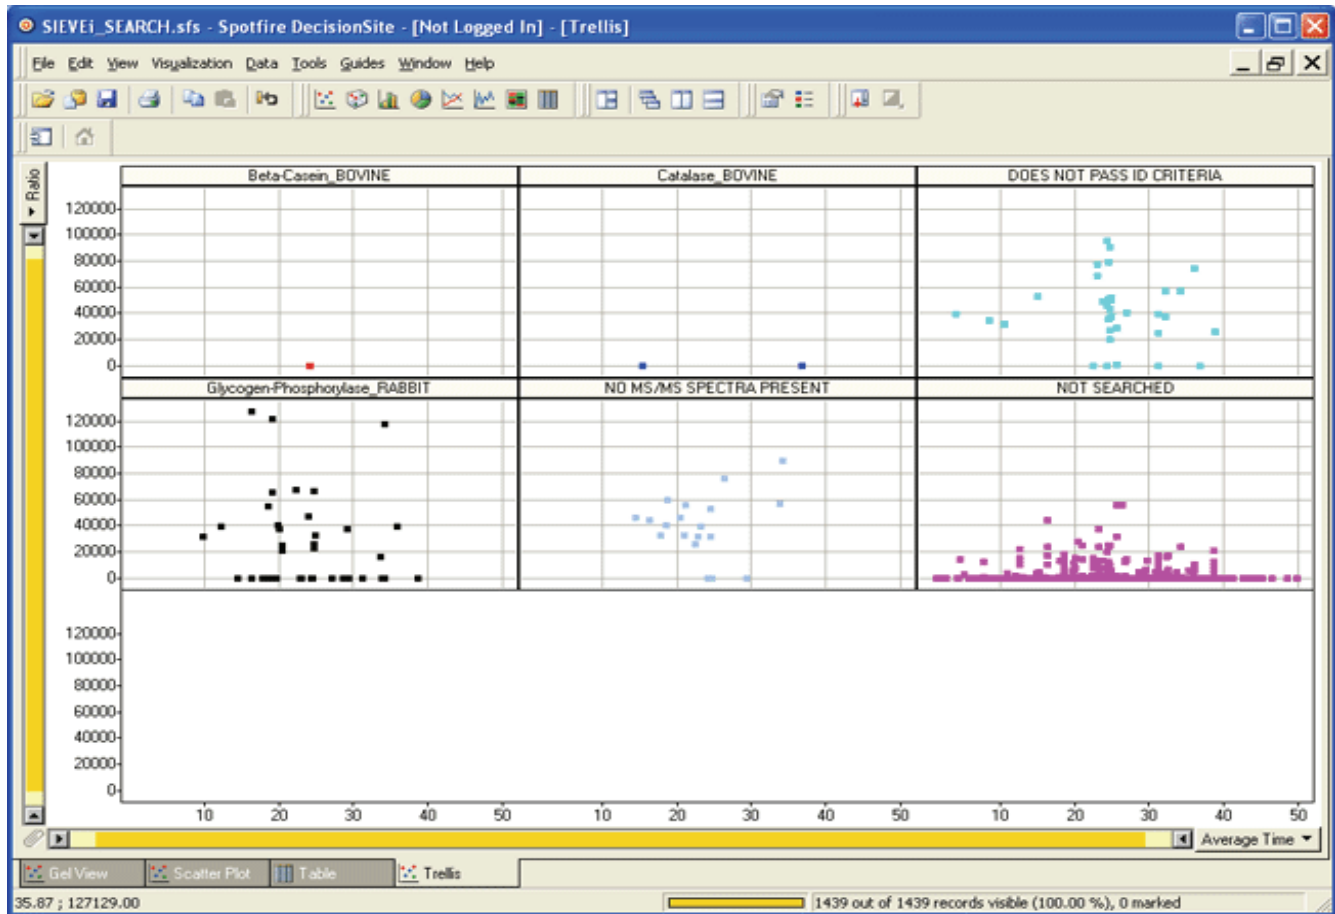 SIEVEi_SEARCH.sfs - Spotfire DecisionSite - [Not Logged In] - [Trellis]
File Edit View Visualization Data Tools Guides Window Help
Ratio
Beta-Casein_BOVINE
Catalase_BOVINE
DOES NOT PASS ID CRITERIA
120000
100000
80000
60000
40000
20000
0
Glycogen-Phosphorylase_RABBIT
NO MS/MS SPECTRA PRESENT
NOT SEARCHED
120000
100000
80000
60000
40000
20000
0
120000
100000
80000
60000
40000
20000
0
10 20 30 40 50 10 20 30 40 50 10 20 30 40 50
Average Time
Gel View Scatter Plot Table Trellis
35.87 ; 127129.00
1439 out of 1439 records visible (100.00 %), 0 marked